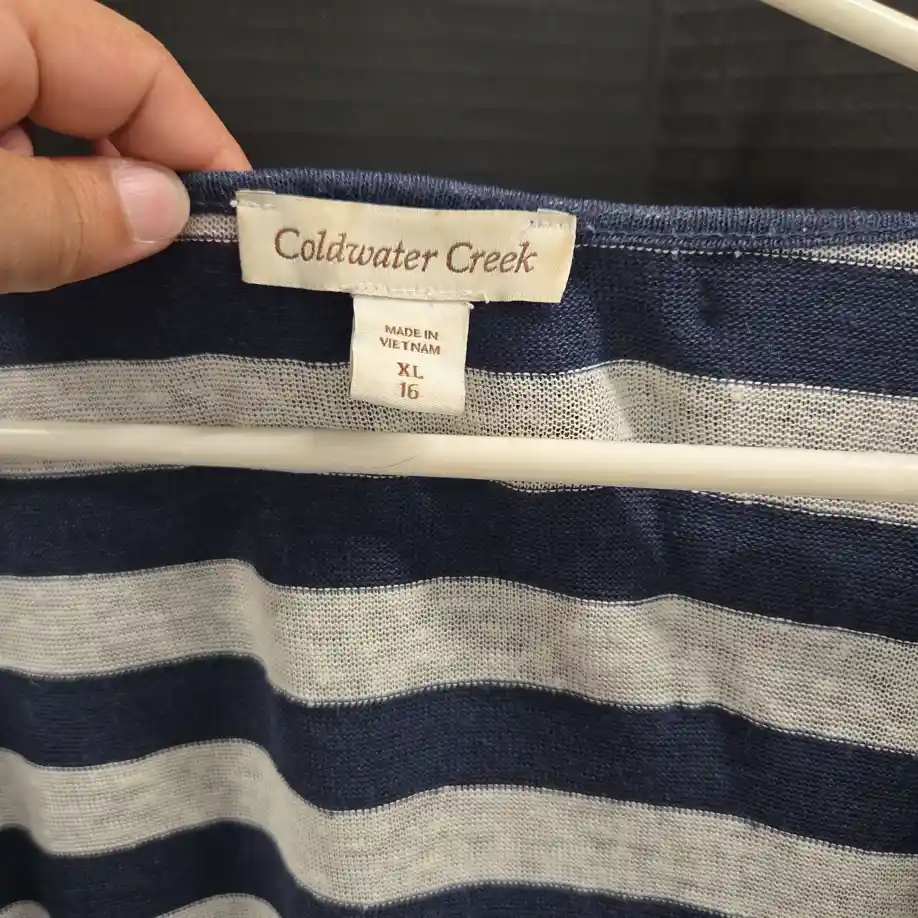 Coldwater Creek
MADE IN
VIETNAM
XL
16